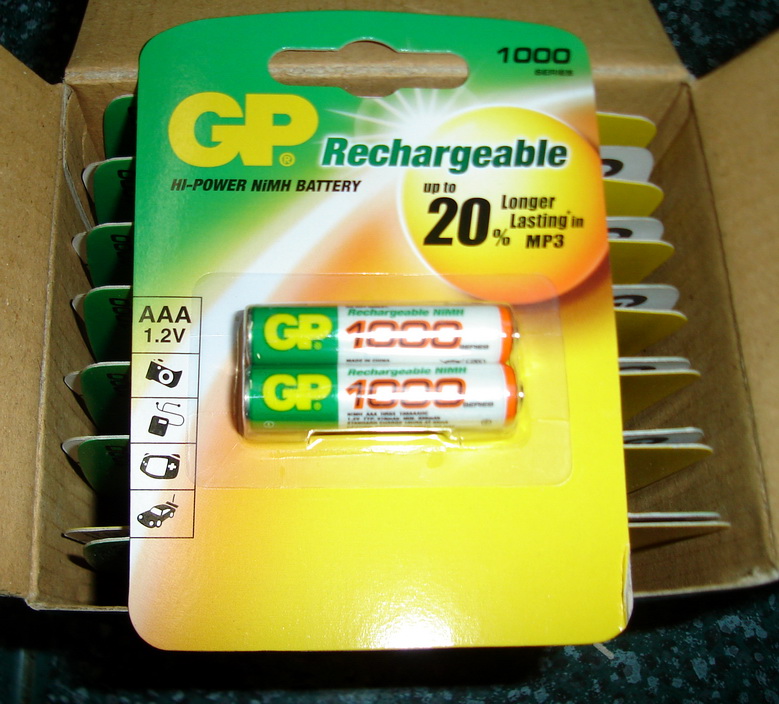 1000
SERIES
GP®
Rechargeable
HI-POWER NiMH BATTERY
up to
20%
Longer
Lasting* in
MP3
AAA
1.2V
GP
Rechargeable NiMH
1000
SERIES
MADE IN CHINA
GP
Rechargeable NiMH
1000
SERIES